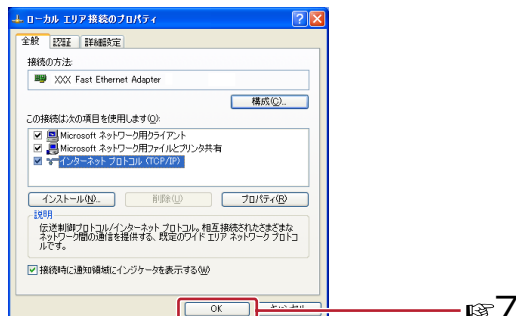 ローカル エリア接続のプロパティ
全般 認証 詳細設定
接続の方法:
XXX Fast Ethernet Adapter
構成(C)...
この接続は次の項目を使用します(O):
Microsoft ネットワーク用クライアント
Microsoft ネットワーク用ファイルとプリンタ共有
インターネット プロトコル (TCP/IP)
インストール(N)... 削除(U) プロパティ(R)
説明
伝送制御プロトコル/インターネット プロトコル。相互接続されたさまざまな
ネットワーク間の通信を提供する、既定のワイド エリア ネットワーク プロトコ
ルです。
接続時に通知領域にインジケータを表示する(W)
OK
☞7